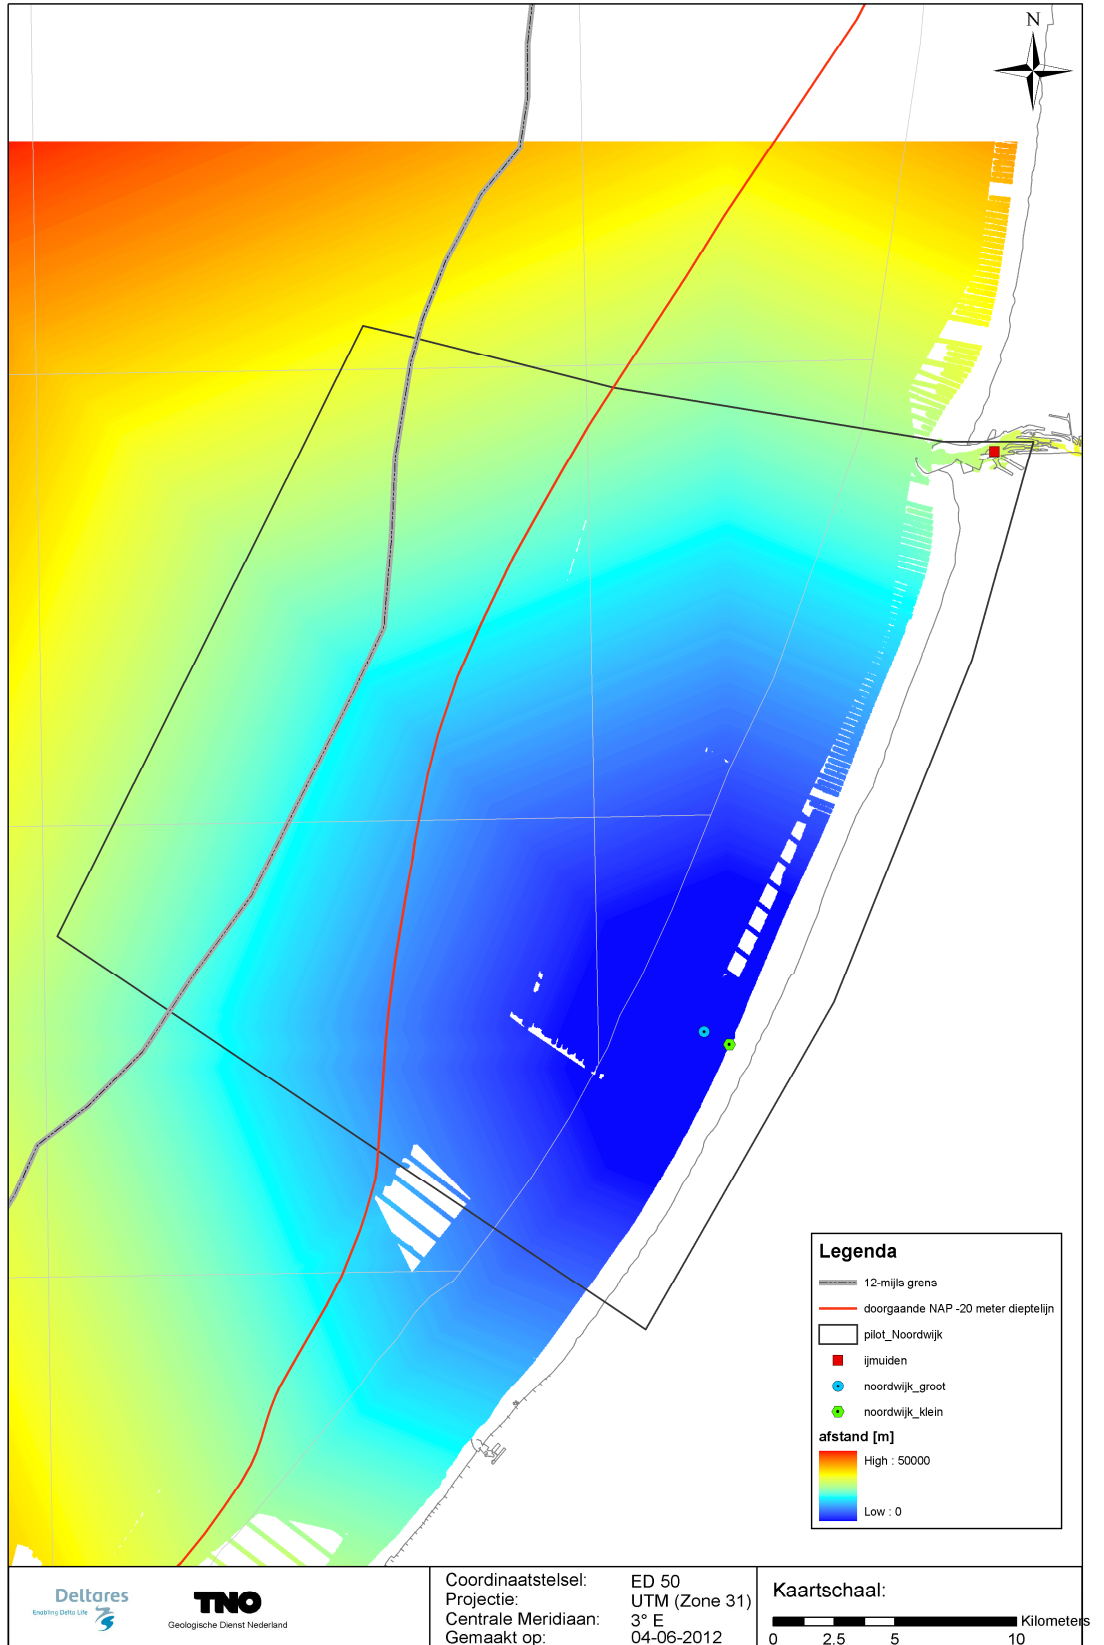 N
Legenda
12-mijls grens
doorgaande NAP -20 meter dieptelijn
pilot_Noordwijk
ijmuiden
noordwijk_groot
noordwijk_klein
afstand [m]
High : 50000
Low : 0
Deltares
Enabling Delta Life
TNO
Geologische Dienst Nederland
Coordinaatstelsel: ED 50
Projectie: UTM (Zone 31)
Centrale Meridiaan: 3° E
Gemaakt op: 04-06-2012
Kaartschaal:
Kilometers
0 2.5 5 10